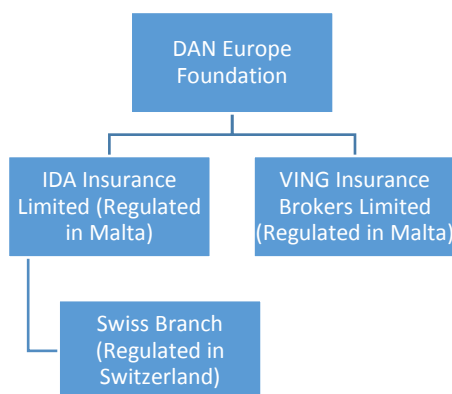 DAN Europe
Foundation
IDA Insurance
Limited (Regulated
in Malta)
VING Insurance
Brokers Limited
(Regulated in Malta)
Swiss Branch
(Regulated in
Switzerland)